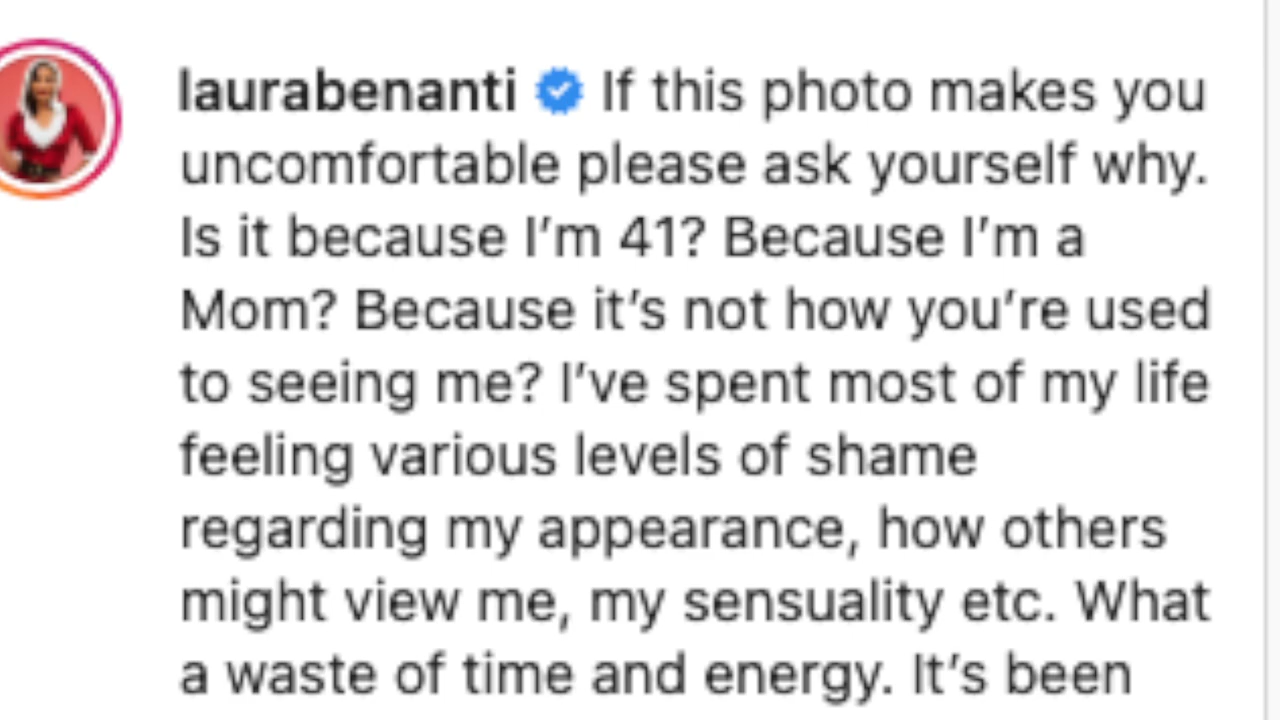 laurabenanti If this photo makes you
uncomfortable please ask yourself why.
Is it because I’m 41? Because I’m a
Mom? Because it’s not how you’re used
to seeing me? I’ve spent most of my life
feeling various levels of shame
regarding my appearance, how others
might view me, my sensuality etc. What
a waste of time and energy. It’s been